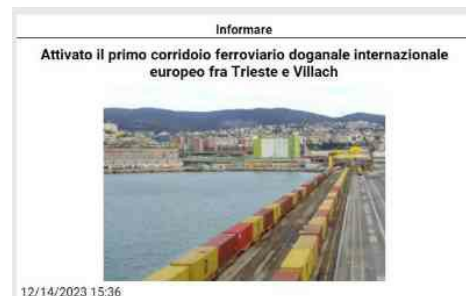 Informare
Attivato il primo corridoio ferroviario doganale internazionale
europeo fra Trieste e Villach
12/14/2023 15:36